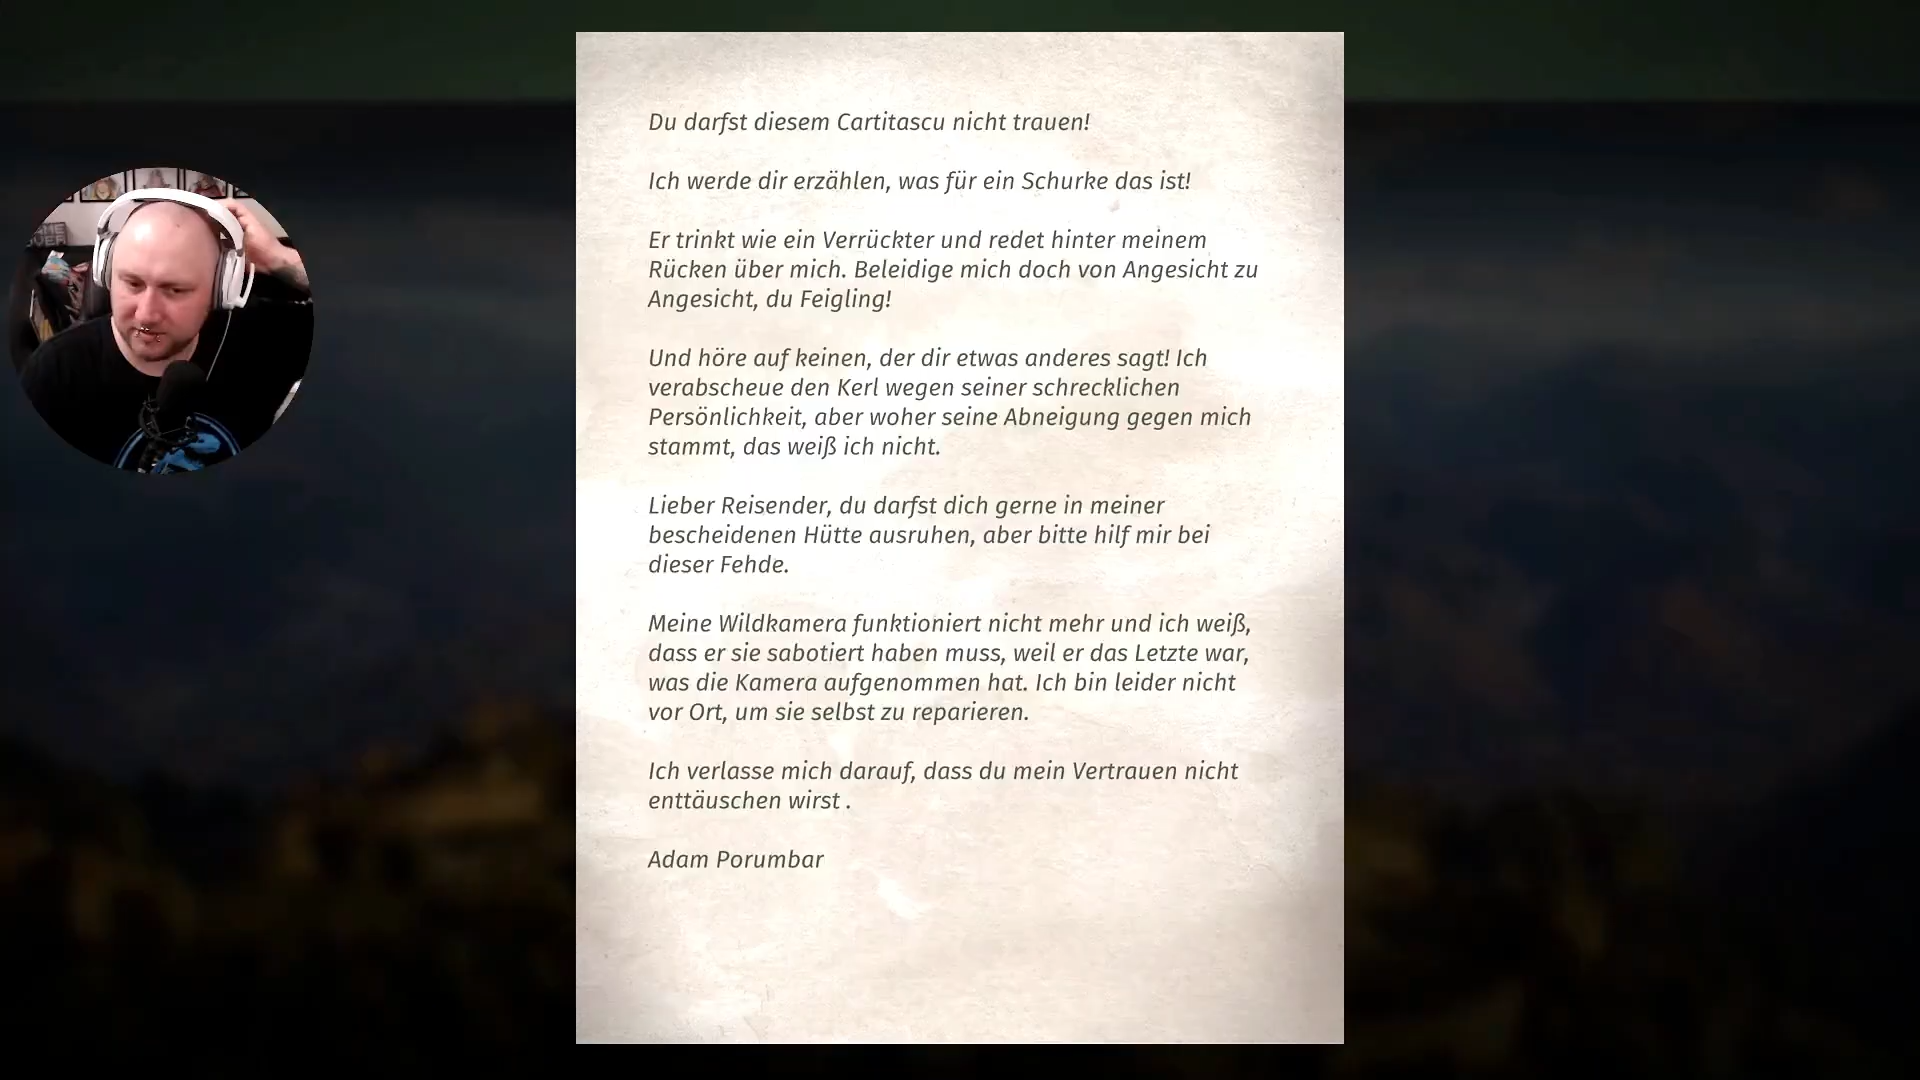 Du darfst diesem Cartitascu nicht trauen!
Ich werde dir erzählen, was für ein Schurke das ist!
Er trinkt wie ein Verrückter und redet hinter meinem
Rücken über mich. Beleidige mich doch von Angesicht zu
Angesicht, du Feigling!
Und höre auf keinen, der dir etwas anderes sagt! Ich
verabscheue den Kerl wegen seiner schrecklichen
Persönlichkeit, aber woher seine Abneigung gegen mich
stammt, das weiß ich nicht.
Lieber Reisender, du darfst dich gerne in meiner
bescheidenen Hütte ausruhen, aber bitte hilf mir bei
dieser Fehde.
Meine Wildkamera funktioniert nicht mehr und ich weiß,
dass er sie sabotiert haben muss, weil er das Letzte war,
was die Kamera aufgenommen hat. Ich bin leider nicht
vor Ort, um sie selbst zu reparieren.
Ich verlasse mich darauf, dass du mein Vertrauen nicht
enttäuschen wirst .
Adam Porumbar
GAME
OVER